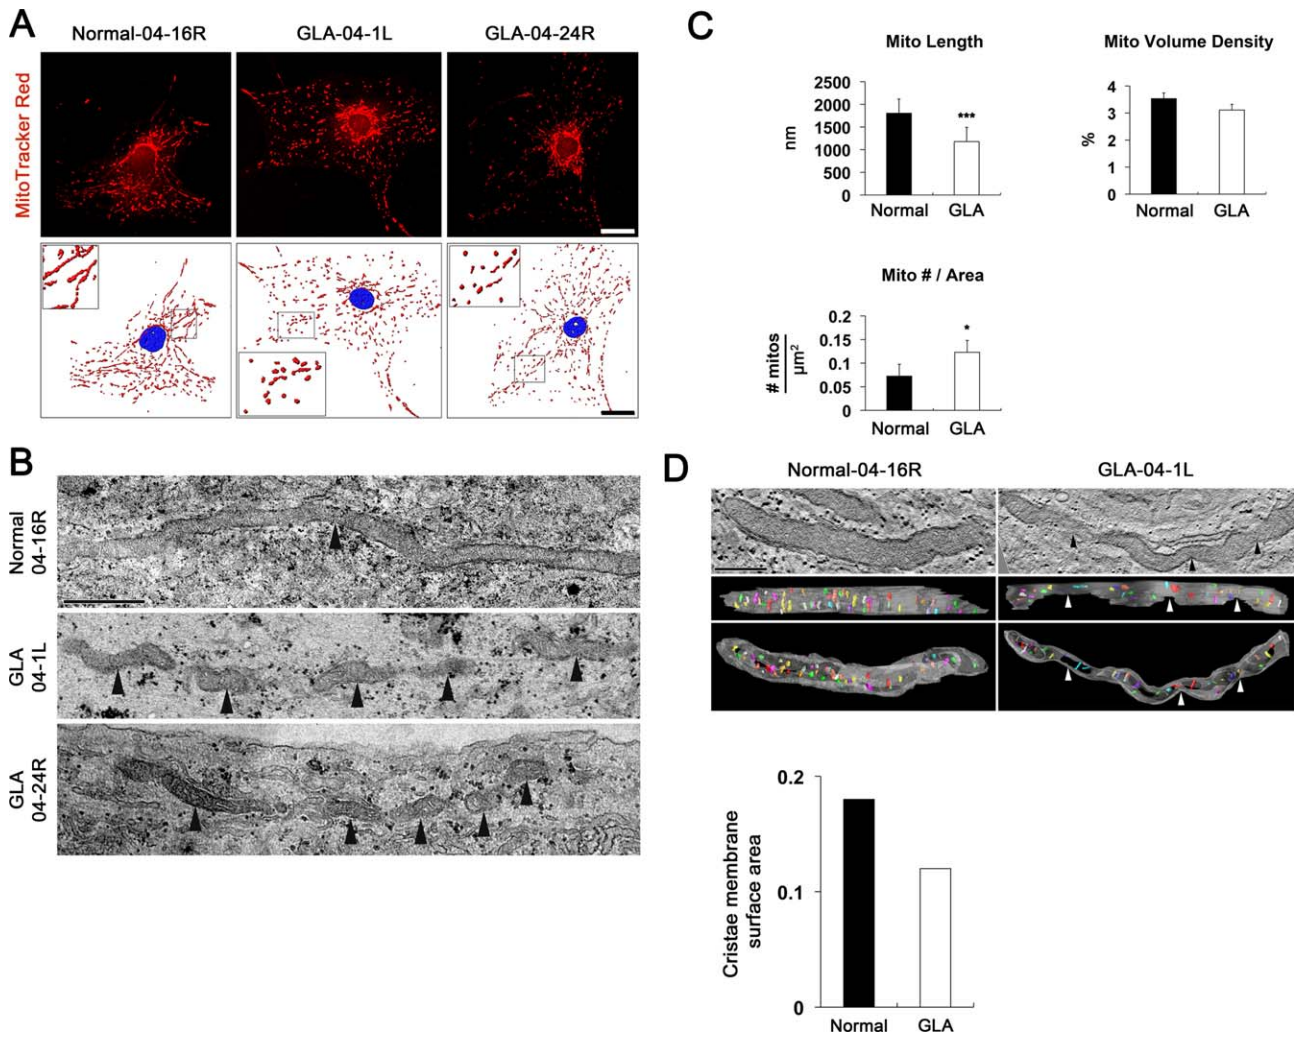 A
Normal-04-16R
GLA-04-1L
GLA-04-24R
MitoTracker Red
B
Normal
04-16R
GLA
04-1L
GLA
04-24R
C
Mito Length
2500
2000
1500
1000
500
0
nm
***
Normal
GLA
Mito Volume Density
4
3
2
1
0
%
Normal
GLA
Mito # / Area
0.2
0.15
0.1
0.05
0
# mitos
µm²
*
Normal
GLA
D
Normal-04-16R
GLA-04-1L
0.2
0.1
0
Cristae membrane
surface area
Normal
GLA